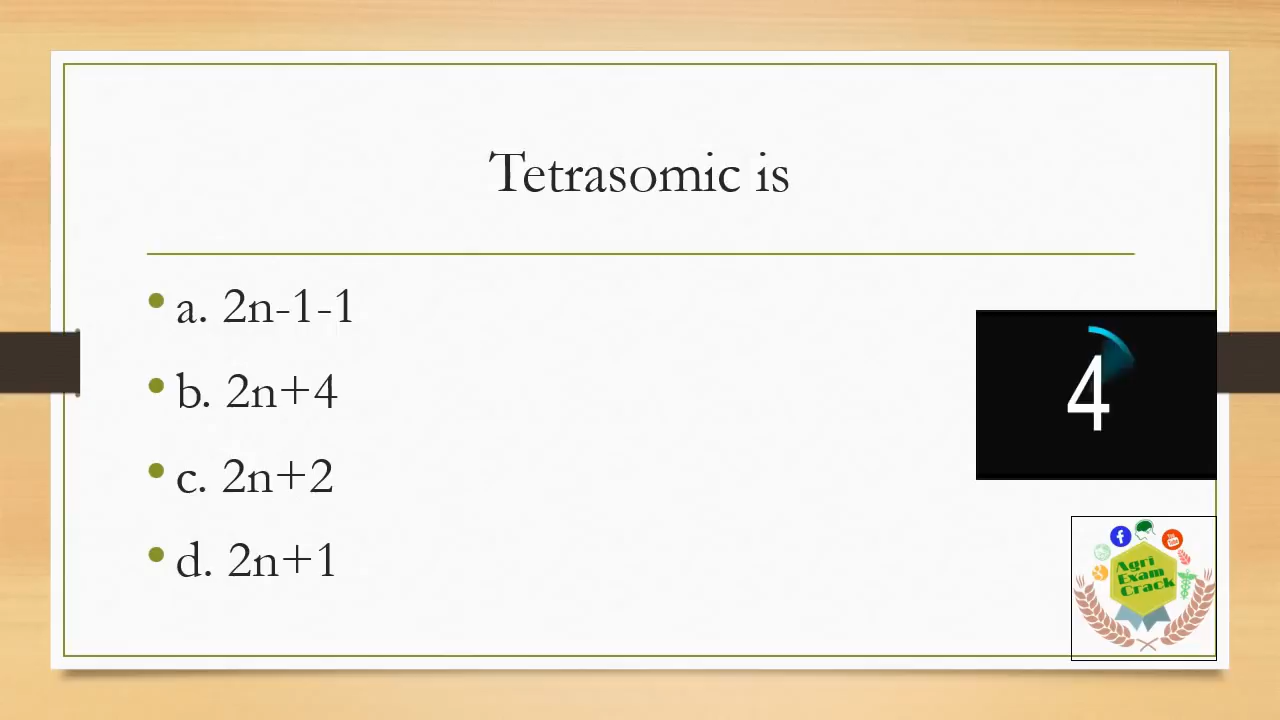 Tetrasomic is
• a. 2n-1-1
• b. 2n+4
• c. 2n+2
• d. 2n+1
4
Agri
Exam
Crack